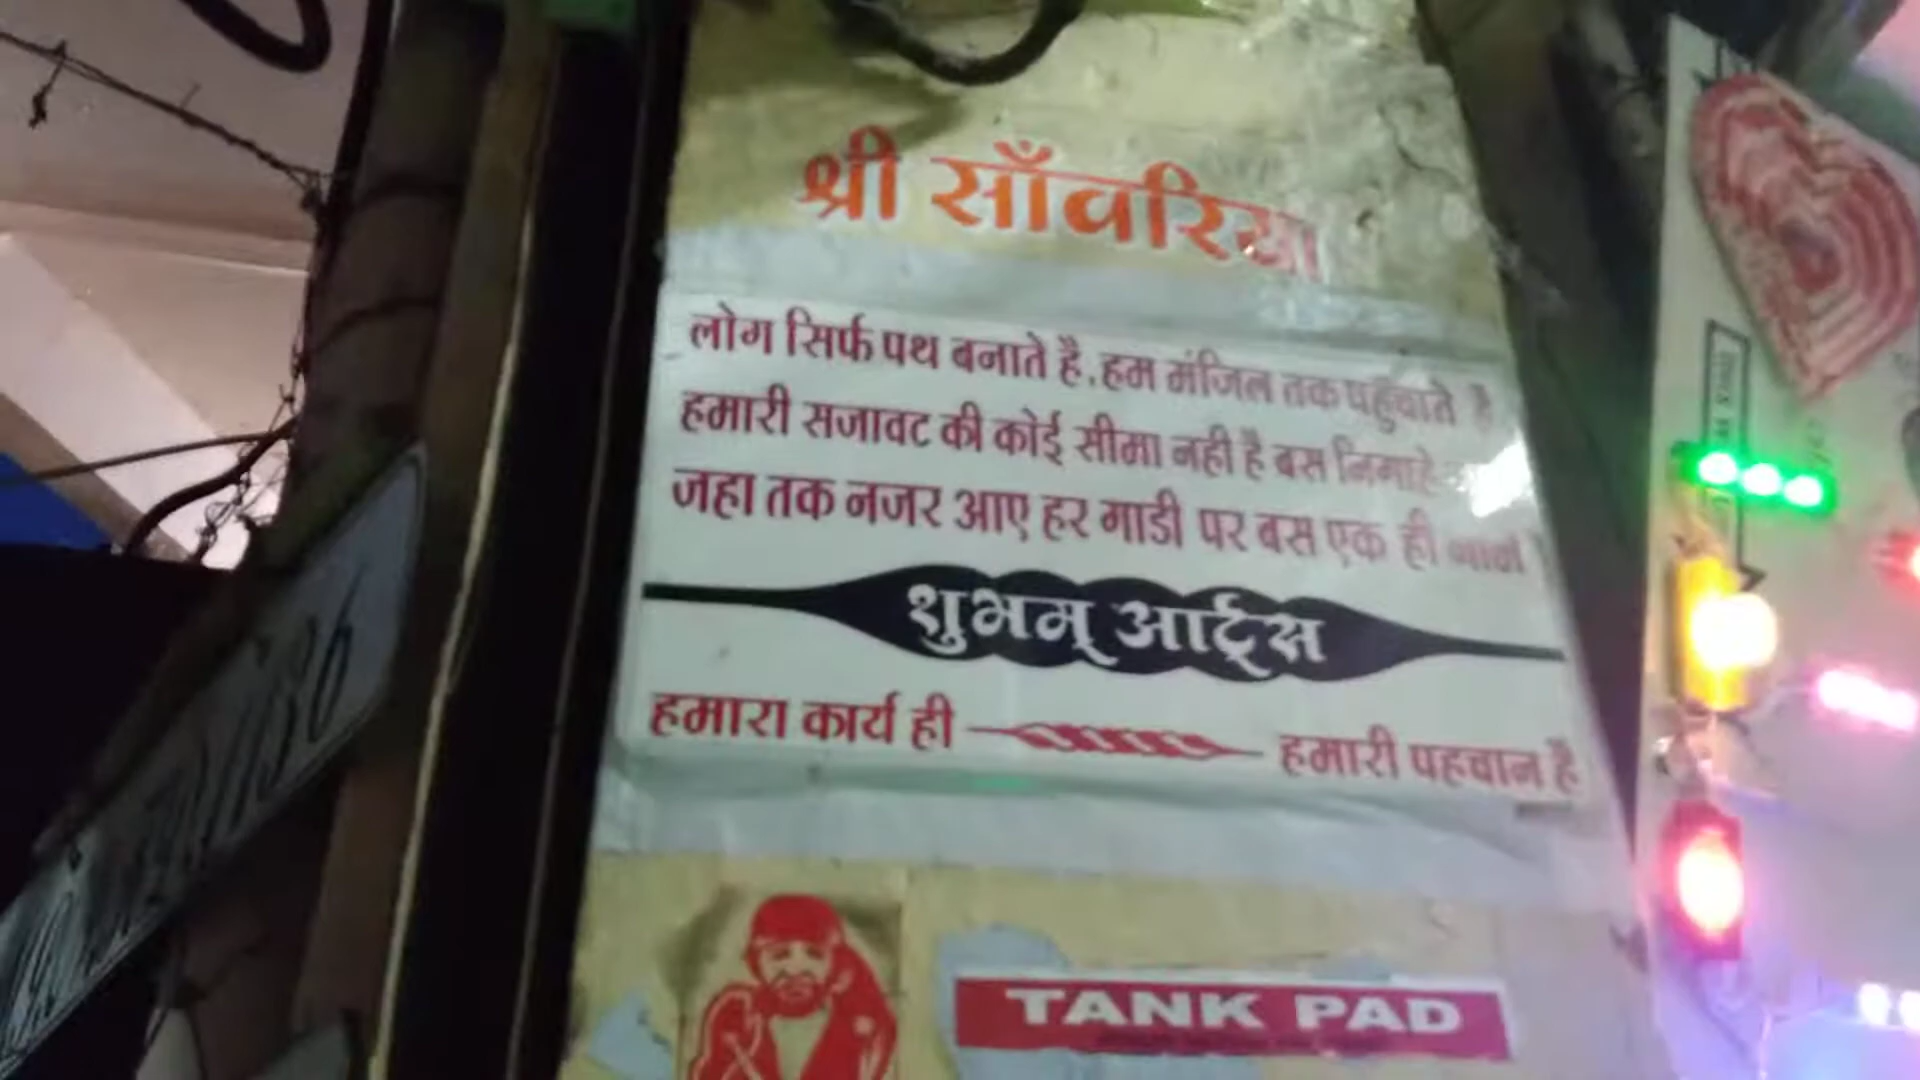 श्री साँवरिया
लोग सिर्फ पथ बनाते है, हम मंजिल तक पहुंचाते है
हमारी सजावट की कोई सीमा नही है बस निगाहे
जहा तक नजर आए हर गाडी पर बस एक ही नाम
शुभम् आर्ट्स
हमारा कार्य ही हमारी पहचान है
TANK PAD